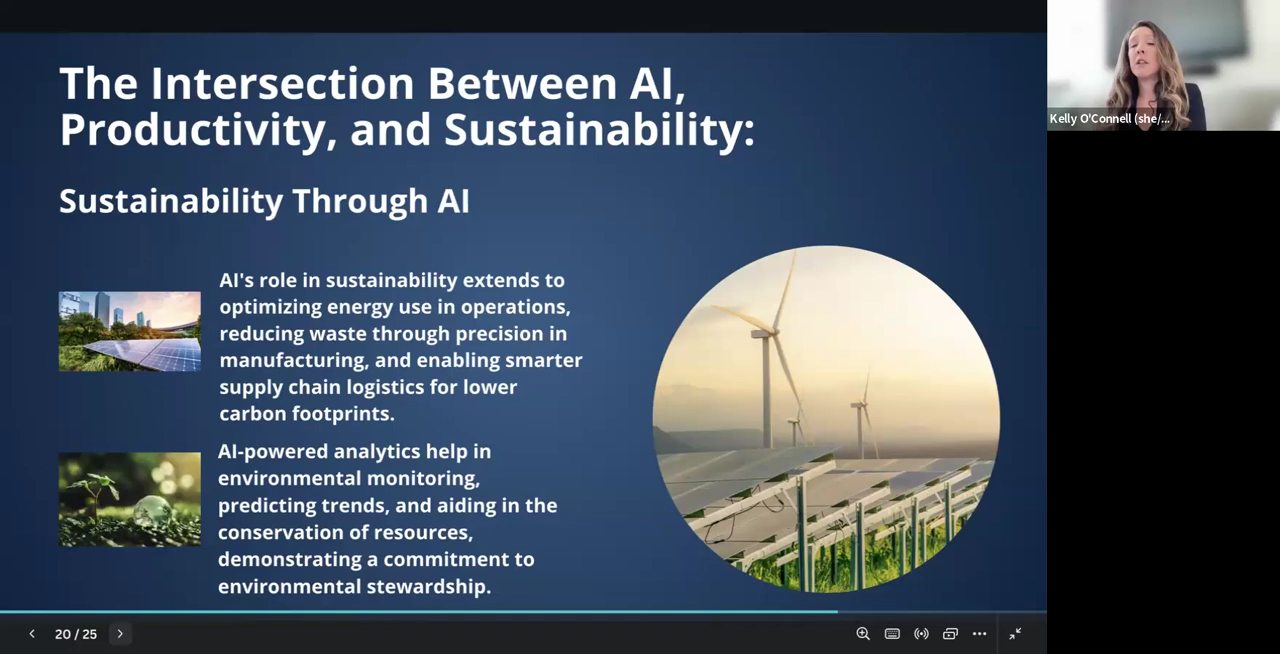 The Intersection Between AI,
Productivity, and Sustainability:
Sustainability Through AI
AI's role in sustainability extends to
optimizing energy use in operations,
reducing waste through precision in
manufacturing, and enabling smarter
supply chain logistics for lower
carbon footprints.
AI-powered analytics help in
environmental monitoring,
predicting trends, and aiding in the
conservation of resources,
demonstrating a commitment to
environmental stewardship.
Kelly O'Connell (she/...
20 / 25